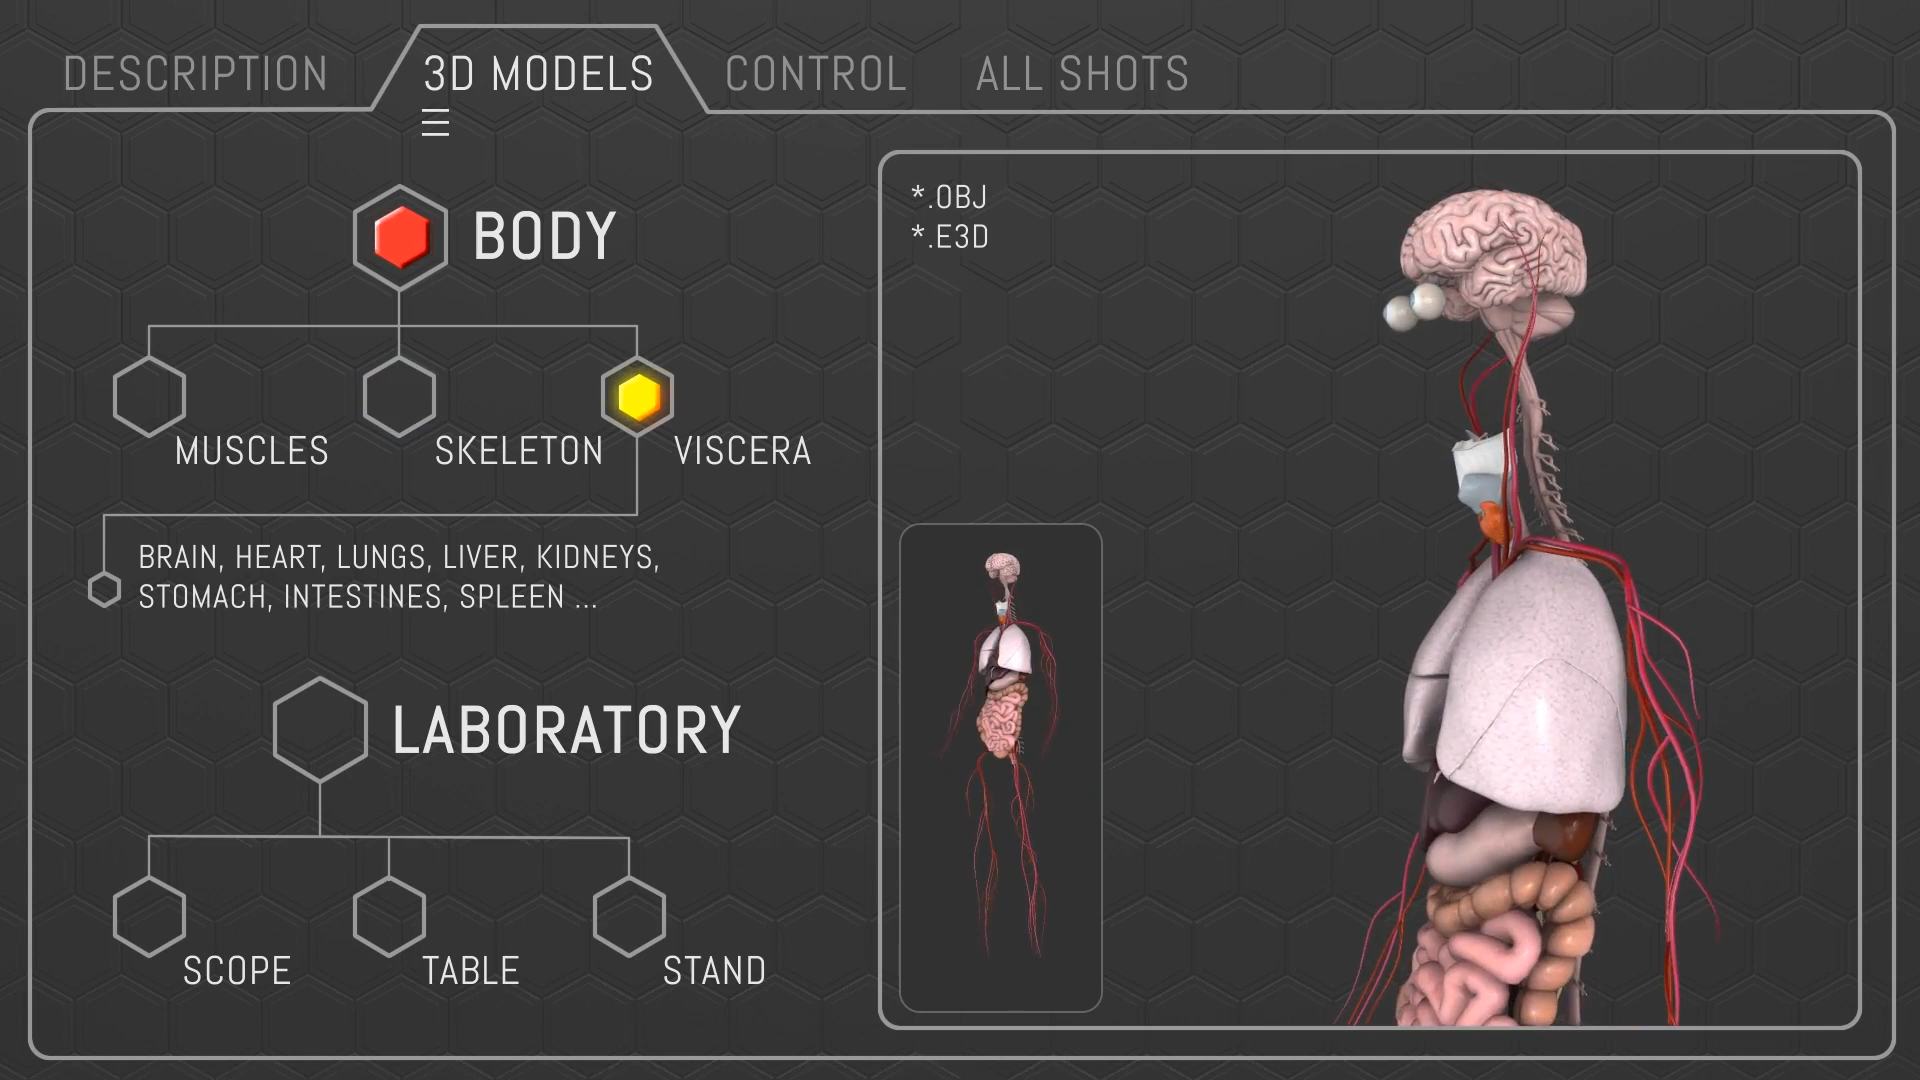 DESCRIPTION
3D MODELS
CONTROL
ALL SHOTS
BODY
MUSCLES
SKELETON
VISCERA
BRAIN, HEART, LUNGS, LIVER, KIDNEYS,
STOMACH, INTESTINES, SPLEEN ...
LABORATORY
SCOPE
TABLE
STAND
*.OBJ
*.E3D